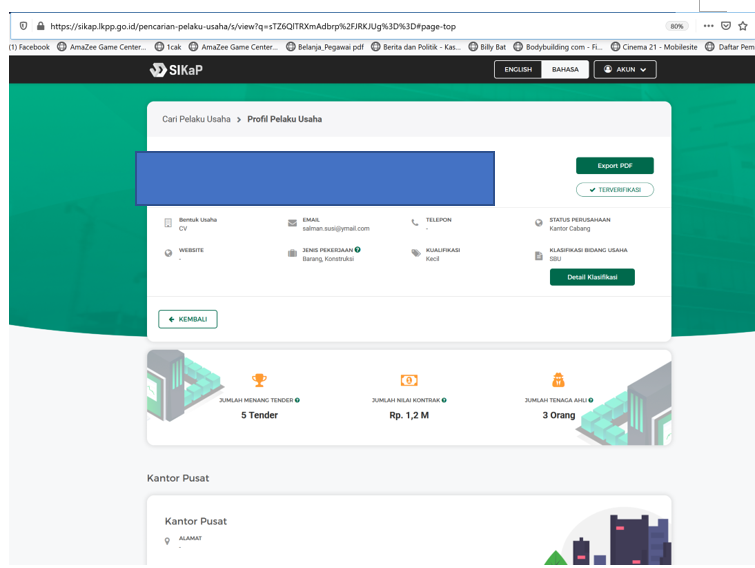 https://sikap.lkpp.go.id/pencarian-pelaku-usaha/s/view?q=sTZ6QlTRXmAdbrp%2FJRKJUg%3D%3D#page-top
80%
(1) Facebook AmaZee Game Center... 1cak AmaZee Game Center... Belanja_Pegawai pdf Berita dan Politik - Kas... Billy Bat Bodybuilding com - Fi... Cinema 21 - Mobilesite Daftar Pem
SIKaP
ENGLISH BAHASA AKUN
Cari Pelaku Usaha > Profil Pelaku Usaha
Export PDF
TERVERIFIKASI
Bentuk Usaha
CV
EMAIL
salman.susi@ymail.com
TELEPON
-
STATUS PERUSAHAAN
Kantor Cabang
WEBSITE
-
JENIS PEKERJAAN
Barang, Konstruksi
KUALIFIKASI
Kecil
KLASIFIKASI BIDANG USAHA
SBU
Detail Klasifikasi
KEMBALI
JUMLAH MENANG TENDER
5 Tender
JUMLAH NILAI KONTRAK
Rp. 1,2 M
JUMLAH TENAGA AHLI
3 Orang
Kantor Pusat
Kantor Pusat
ALAMAT
-